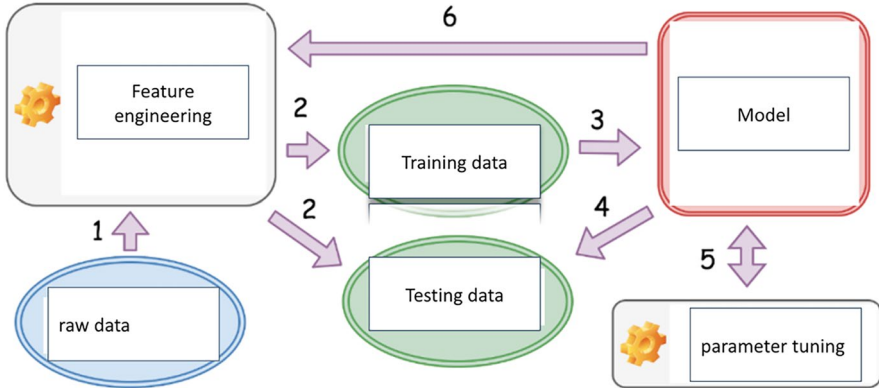 6
Feature
engineering
2
Training data
3
Model
1
2
4
5
raw data
Testing data
parameter tuning